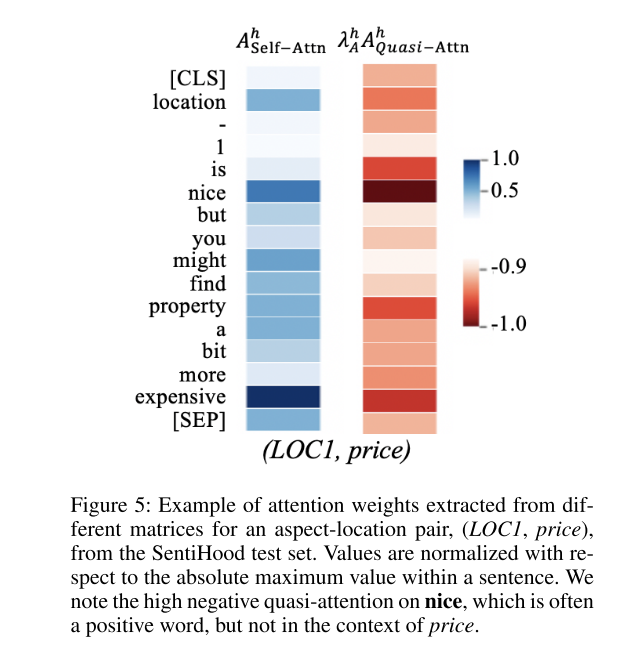 A^h_Self−Attn λ^h_A A^h_Quasi−Attn
[CLS]
location
-
1
is
nice
but
you
might
find
property
a
bit
more
expensive
[SEP]
1.0
0.5
-0.9
-1.0
(LOC1, price)
Figure 5: Example of attention weights extracted from dif-
ferent matrices for an aspect-location pair, (LOC1, price),
from the SentiHood test set. Values are normalized with re-
spect to the absolute maximum value within a sentence. We
note the high negative quasi-attention on nice, which is often
a positive word, but not in the context of price.